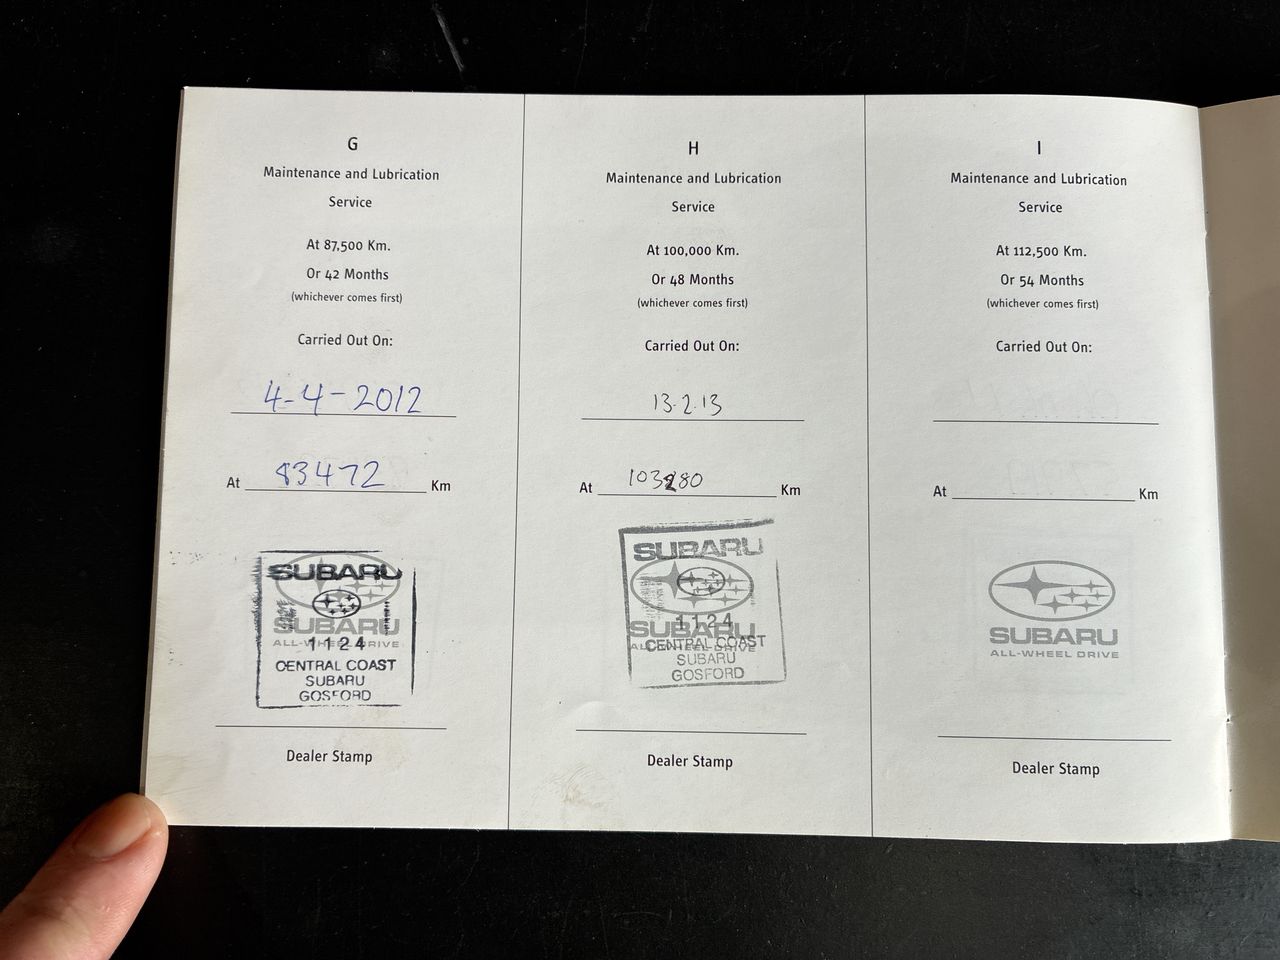 G
Maintenance and Lubrication
Service
At 87,500 Km.
Or 42 Months
(whichever comes first)
Carried Out On:
4-4-2012
At 83472 Km
SUBARU
SUBARU
ALL-WHEEL DRIVE
1124
CENTRAL COAST
SUBARU
GOSFORD
Dealer Stamp
H
Maintenance and Lubrication
Service
At 100,000 Km.
Or 48 Months
(whichever comes first)
Carried Out On:
13.2.13
At 103280 Km
SUBARU
1124
SUBARU
ALL-WHEEL DRIVE
CENTRAL COAST
SUBARU
GOSFORD
Dealer Stamp
I
Maintenance and Lubrication
Service
At 112,500 Km.
Or 54 Months
(whichever comes first)
Carried Out On:
At Km
SUBARU
ALL-WHEEL DRIVE
Dealer Stamp